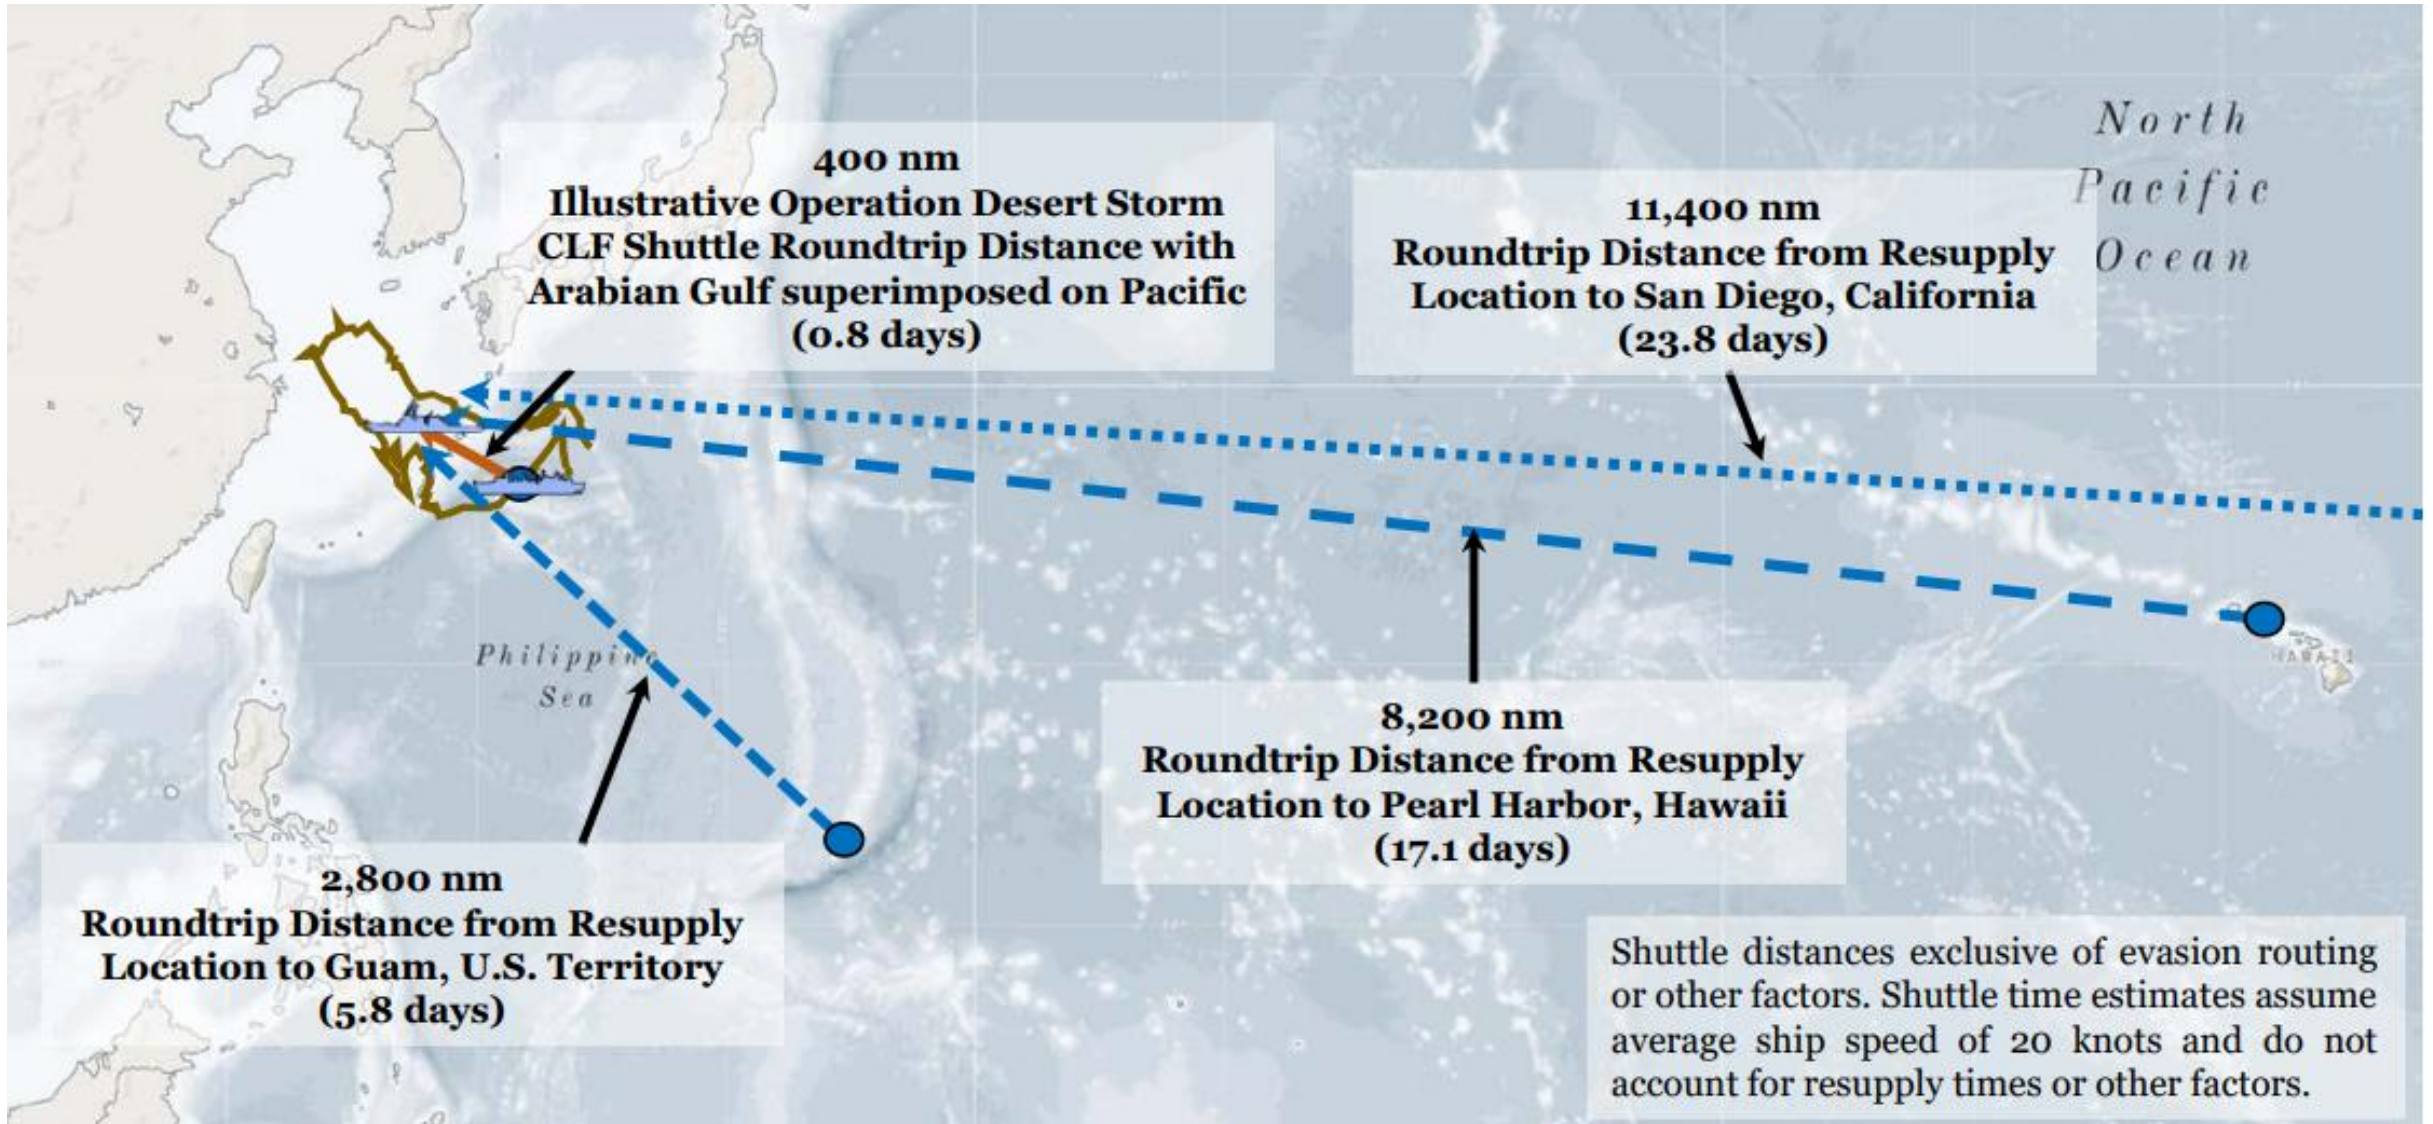 400 nm
Illustrative Operation Desert Storm
CLF Shuttle Roundtrip Distance with
Arabian Gulf superimposed on Pacific
(0.8 days)
11,400 nm
Roundtrip Distance from Resupply
Location to San Diego, California
(23.8 days)
North
Pacific
Ocean
Philippine
Sea
8,200 nm
Roundtrip Distance from Resupply
Location to Pearl Harbor, Hawaii
(17.1 days)
HAWAII
2,800 nm
Roundtrip Distance from Resupply
Location to Guam, U.S. Territory
(5.8 days)
Shuttle distances exclusive of evasion routing
or other factors. Shuttle time estimates assume
average ship speed of 20 knots and do not
account for resupply times or other factors.